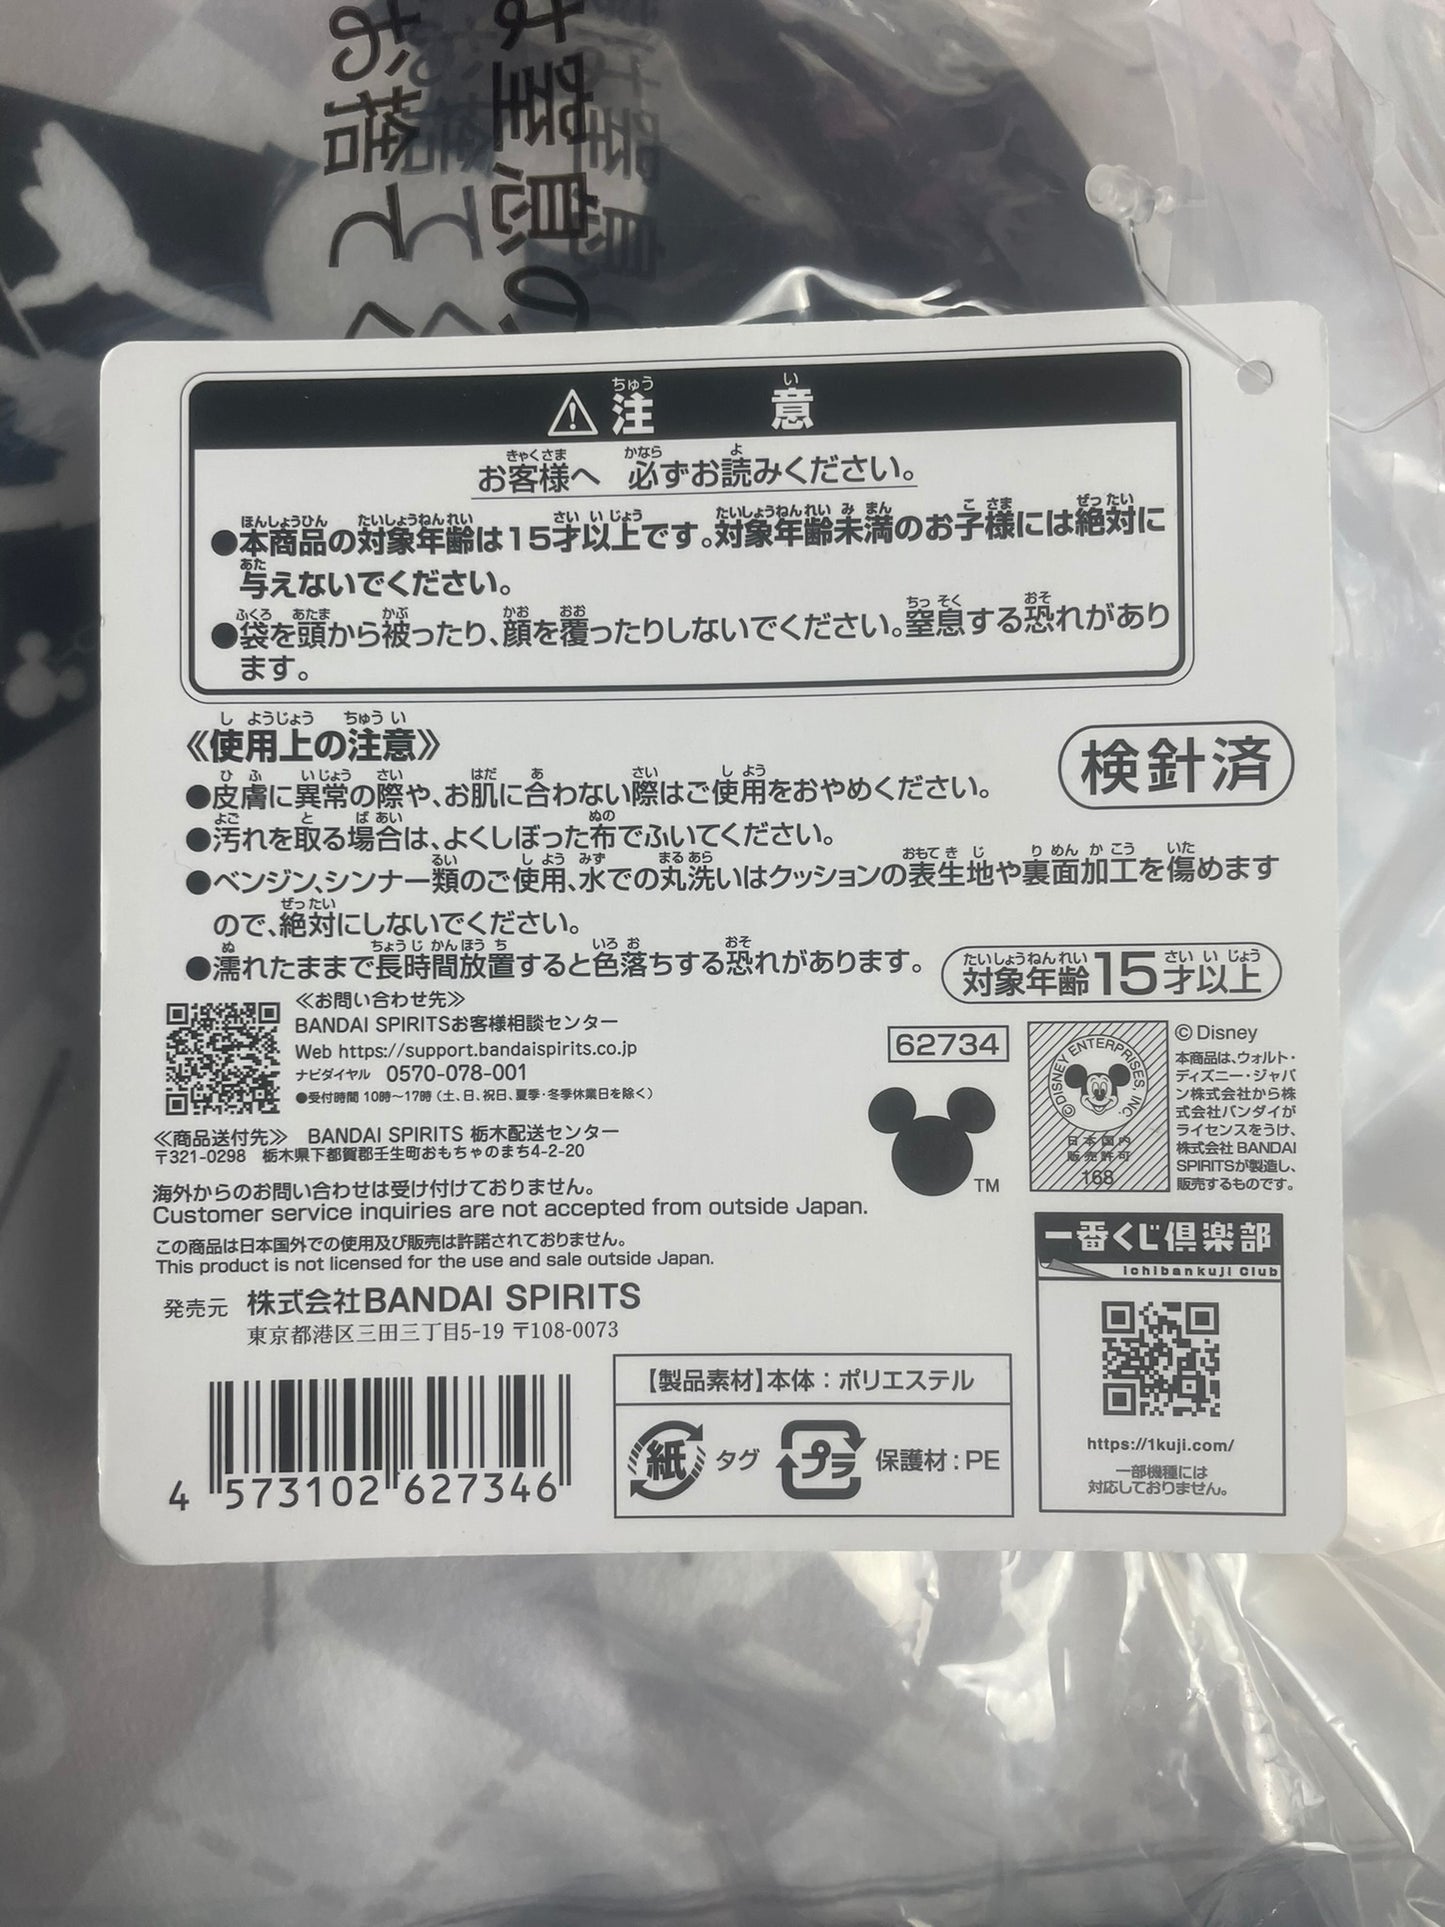 窒息の
注意
お客様へ 必ずお読みください。
●本商品の対象年齢は15才以上です。対象年齢未満のお子様には絶対に
与えないでください。
●袋を頭から被ったり、顔を覆ったりしないでください。窒息する恐れがあり
ます。
《使用上の注意》
検針済
●皮膚に異常の際や、お肌に合わない際はご使用をおやめください。
●汚れを取る場合は、よくしぼった布でふいてください。
●ベンジン、シンナー類のご使用、水での丸洗いはクッションの表生地や裏面加工を傷めます
ので、絶対にしないでください。
●濡れたままで長時間放置すると色落ちする恐れがあります。
対象年齢15才以上
≪お問い合わせ先≫
BANDAI SPIRITSお客様相談センター
Web https://support.bandaispirits.co.jp
ナビダイヤル 0570-078-001
●受付時間 10時〜17時(土、日、祝日、夏季・冬季休業日を除く)
≪商品送付先≫ BANDAI SPIRITS 栃木配送センター
〒321-0298 栃木県下都賀郡壬生町おもちゃのまち4-2-20
海外からのお問い合わせは受け付けておりません。
Customer service inquiries are not accepted from outside Japan.
この商品は日本国外での使用及び販売は許諾されておりません。
This product is not licensed for the use and sale outside Japan.
発売元 株式会社BANDAI SPIRITS
東京都港区三田三丁目5-19 〒108-0073
62734
TM
©DISNEY ENTERPRISES, INC.
日本国内
販売許可
168
©Disney
本商品は、ウォルト・
ディズニー・ジャパ
ン株式会社から株
式会社バンダイが
ライセンスをうけ、
株式会社BANDAI
SPIRITSが製造し、
販売するものです。
一番くじ倶楽部
ichibankuji Club
https://1kuji.com/
一部機種には
対応しておりません。
4 573102 627346
【製品素材】本体：ポリエステル
紙 タグ プラ 保護材：PE